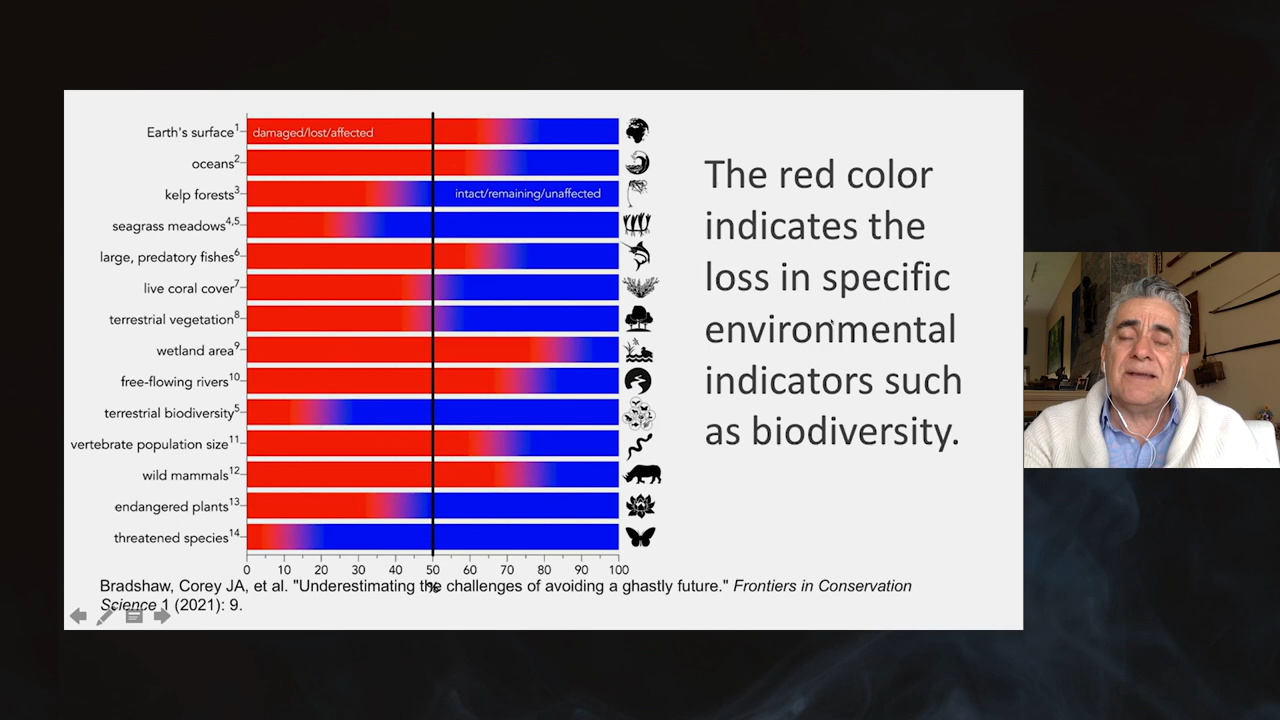 Earth's surface1
damaged/lost/affected
oceans2
kelp forests3
intact/remaining/unaffected
seagrass meadows4,5
large, predatory fishes6
live coral cover7
terrestrial vegetation8
wetland area9
free-flowing rivers10
terrestrial biodiversity5
vertebrate population size11
wild mammals12
endangered plants13
threatened species14
0 10 20 30 40 50 60 70 80 90 100
%
The red color
indicates the
loss in specific
environmental
indicators such
as biodiversity.
Bradshaw, Corey JA, et al. "Underestimating the challenges of avoiding a ghastly future." Frontiers in Conservation
Science 1 (2021): 9.